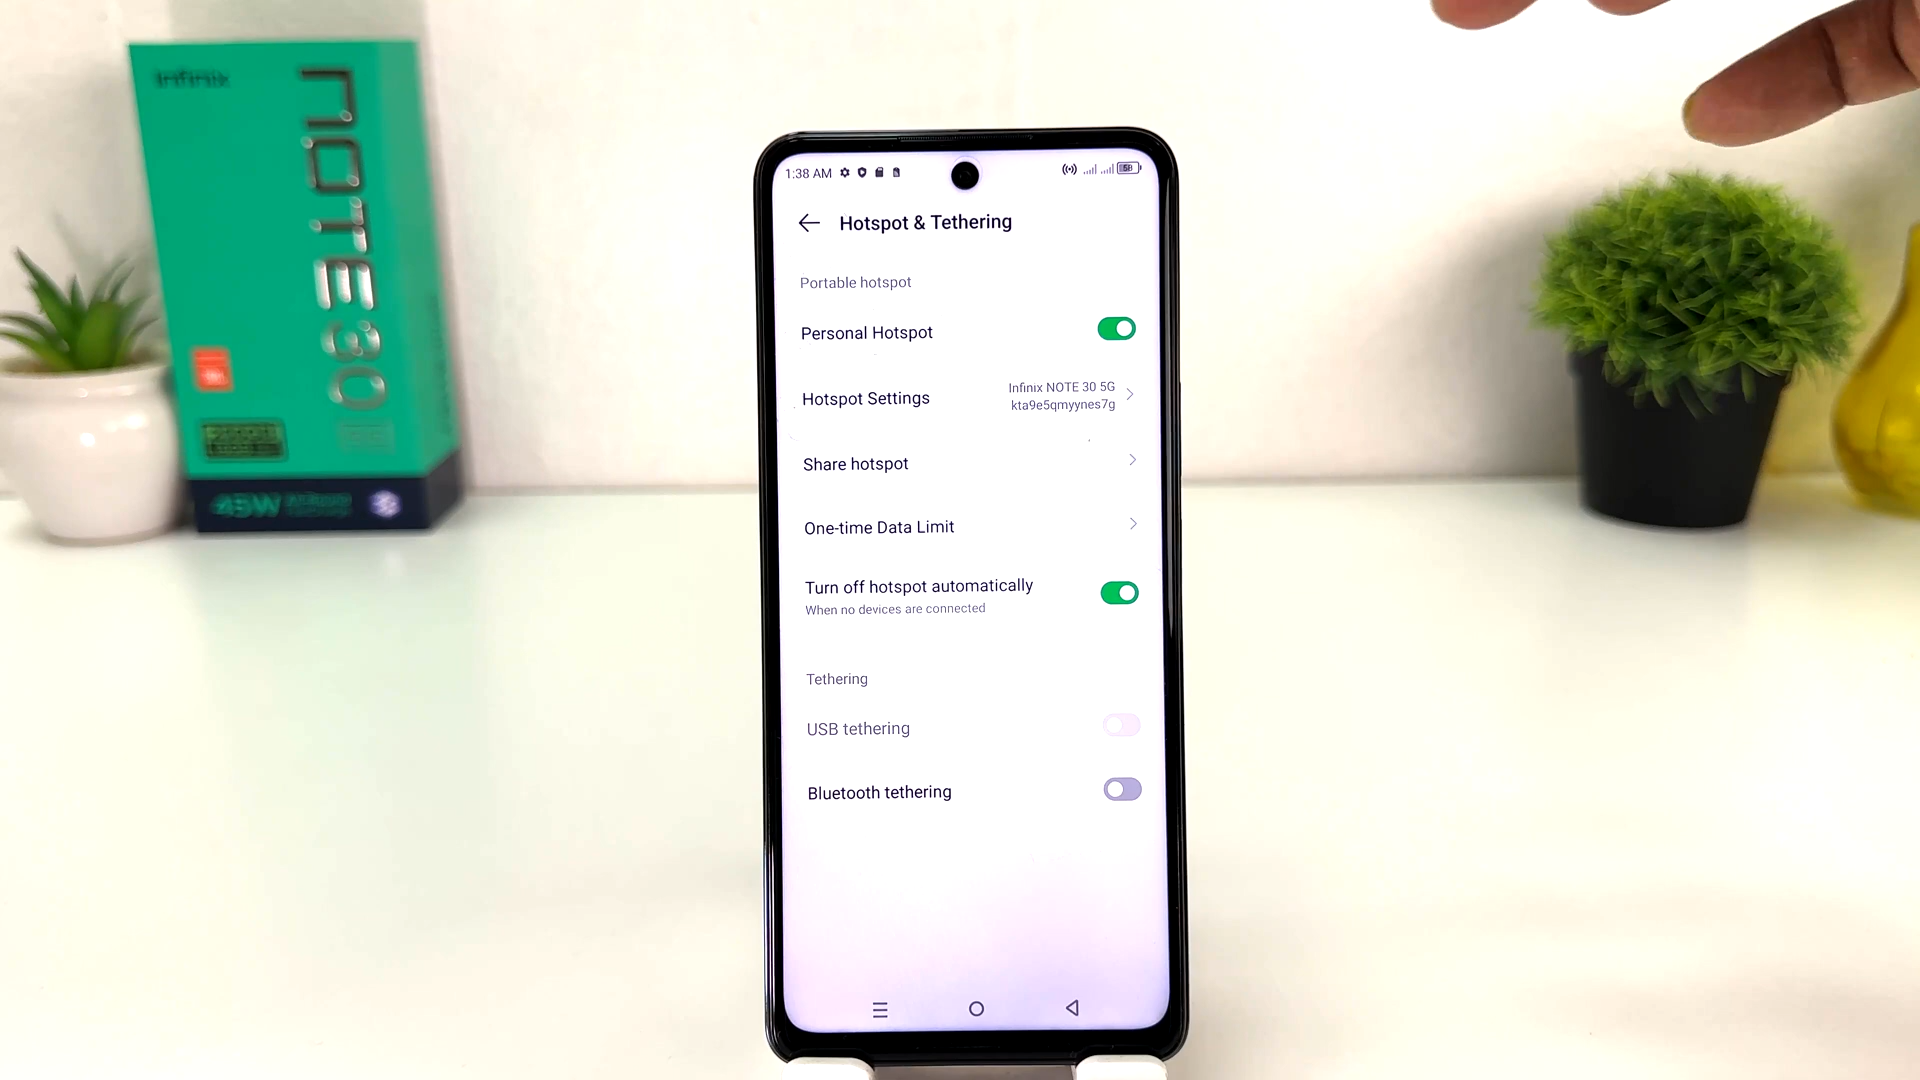 Infinix
NOTE 30
45W
1:38 AM
58
Hotspot & Tethering
Portable hotspot
Personal Hotspot
Hotspot Settings
Infinix NOTE 30 5G
kta9e5qmyynes7g
Share hotspot
One-time Data Limit
Turn off hotspot automatically
When no devices are connected
Tethering
USB tethering
Bluetooth tethering